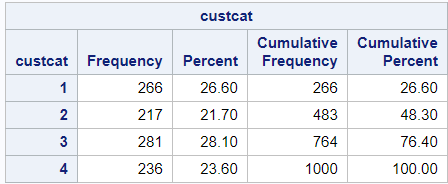 custcat
custcat Frequency Percent Cumulative Frequency Cumulative Percent
1 266 26.60 266 26.60
2 217 21.70 483 48.30
3 281 28.10 764 76.40
4 236 23.60 1000 100.00